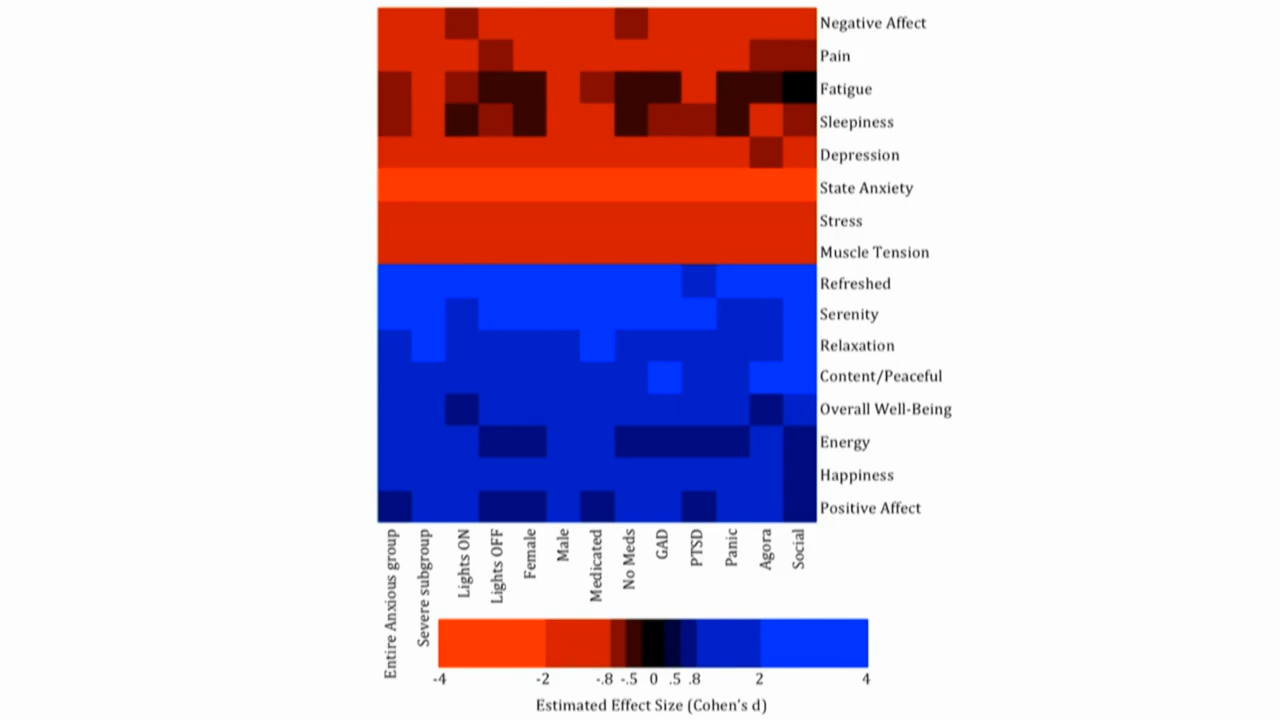 Negative Affect
Pain
Fatigue
Sleepiness
Depression
State Anxiety
Stress
Muscle Tension
Refreshed
Serenity
Relaxation
Content/Peaceful
Overall Well-Being
Energy
Happiness
Positive Affect
Entire Anxious group
Severe subgroup
Lights ON
Lights OFF
Female
Male
Medicated
No Meds
GAD
PTSD
Panic
Agora
Social
-4 -2 -.8 -.5 0 .5 .8 2 4
Estimated Effect Size (Cohen's d)